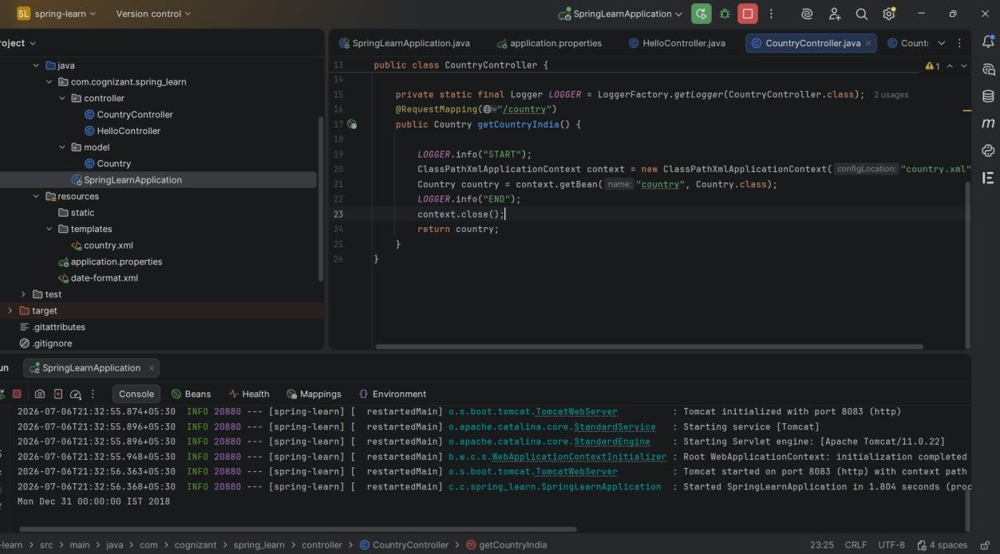 SL spring-learn Version control SpringLearnApplication
roject
java
com.cognizant.spring_learn
controller
CountryController
HelloController
model
Country
SpringLearnApplication
resources
static
templates
country.xml
application.properties
date-format.xml
test
target
.gitattributes
.gitignore
SpringLearnApplication.java application.properties HelloController.java CountryController.java Count
1
13 public class CountryController {
14
15 private static final Logger LOGGER = LoggerFactory.getLogger(CountryController.class); 2 usages
16 @RequestMapping("/country")
17 public Country getCountryIndia() {
18
19 LOGGER.info("START");
20 ClassPathXmlApplicationContext context = new ClassPathXmlApplicationContext( configLocation: "country.xml"
21 Country country = context.getBean( name: "country", Country.class);
22 LOGGER.info("END");
23 context.close();
24 return country;
25 }
26 }
un SpringLearnApplication
Console Beans Health Mappings Environment
2026-07-06T21:32:55.874+05:30 INFO 20880 --- [spring-learn] [ restartedMain] o.s.boot.tomcat.TomcatWebServer : Tomcat initialized with port 8083 (http)
2026-07-06T21:32:55.896+05:30 INFO 20880 --- [spring-learn] [ restartedMain] o.apache.catalina.core.StandardService : Starting service [Tomcat]
2026-07-06T21:32:55.896+05:30 INFO 20880 --- [spring-learn] [ restartedMain] o.apache.catalina.core.StandardEngine : Starting Servlet engine: [Apache Tomcat/11.0.22]
2026-07-06T21:32:55.948+05:30 INFO 20880 --- [spring-learn] [ restartedMain] b.w.c.s.WebApplicationContextInitializer : Root WebApplicationContext: initialization completed
2026-07-06T21:32:56.363+05:30 INFO 20880 --- [spring-learn] [ restartedMain] o.s.boot.tomcat.TomcatWebServer : Tomcat started on port 8083 (http) with context path
2026-07-06T21:32:56.368+05:30 INFO 20880 --- [spring-learn] [ restartedMain] c.c.spring_learn.SpringLearnApplication : Started SpringLearnApplication in 1.804 seconds (proc
Mon Dec 31 00:00:00 IST 2018
-learn > src > main > java > com > cognizant > spring_learn > controller > CountryController > getCountryIndia 23:25 CRLF UTF-8 4 spaces